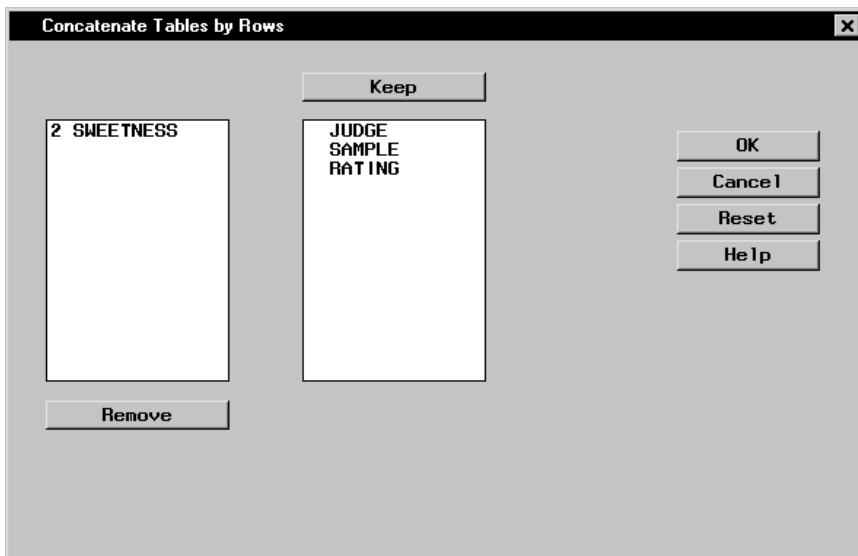 Concatenate Tables by Rows
Keep
2 SWEETNESS
JUDGE
SAMPLE
RATING
OK
Cancel
Reset
Help
Remove